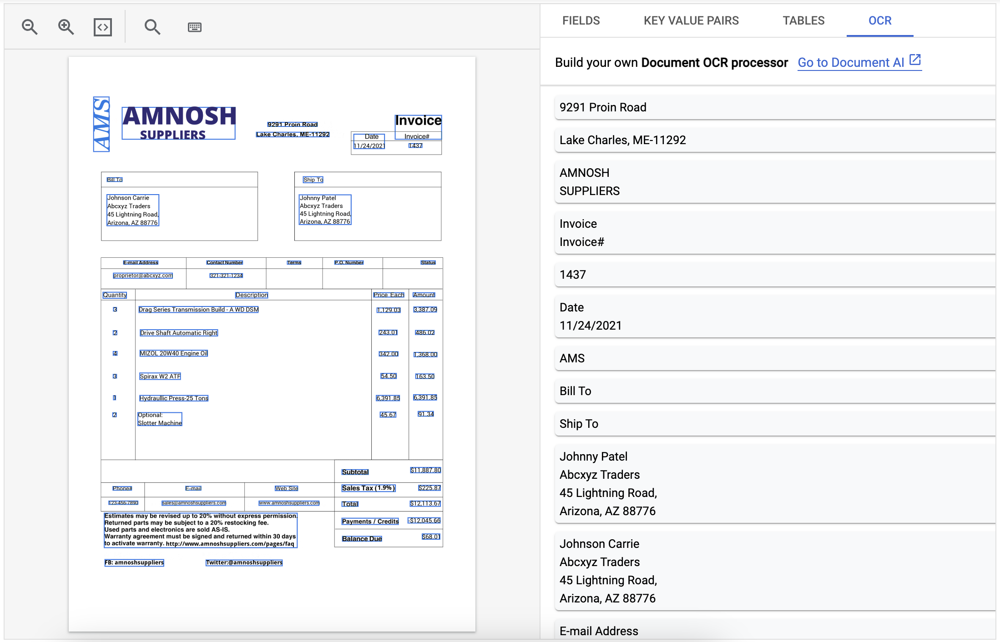 AMS
AMNOSH
SUPPLIERS
9291 Proin Road
Lake Charles, ME-11292
Invoice
Date Invoice#
11/24/2021 1437
Bill To
Johnson Carrie
Abcxyz Traders
45 Lightning Road,
Arizona, AZ 88776
Ship To
Johnny Patel
Abcxyz Traders
45 Lightning Road,
Arizona, AZ 88776
E-mail Address Contact Number Terms P.O. Number Status
proprietor@abcxyz.com 321-321-1234
Quantity Description Price Each Amount
3 Drag Series Transmission Build - A WD DSM 1,129.03 3,387.09
2 Drive Shaft Automatic Right 243.01 486.02
4 MIZOL 20W40 Engine Oil 342.00 1,368.00
3 Spirax W2 ATF 54.50 163.50
1 Hydraullic Press-25 Tons 6,391.85 6,391.85
2 Optional: 45.67 91.34
Slotter Machine
Subtotal $11,887.80
Phone# E-mail Web Site Sales Tax (1.9%) $225.87
123-456-7890 sales@amnoshsuppliers.com www.amnoshsuppliers.com Total $12,113.67
Estimates may be revised up to 20% without express permission.
Returned parts may be subject to a 20% restocking fee.
Used parts and electronics are sold AS-IS.
Warranty agreement must be signed and returned within 30 days
to activate warranty. http://www.amnoshsuppliers.com/pages/faq
Payments / Credits -$12,045.66
Balance Due $68.01
FB: amnoshsuppliers Twitter:@amnoshsuppliers
FIELDS KEY VALUE PAIRS TABLES OCR
Build your own Document OCR processor Go to Document AI
9291 Proin Road
Lake Charles, ME-11292
AMNOSH
SUPPLIERS
Invoice
Invoice#
1437
Date
11/24/2021
AMS
Bill To
Ship To
Johnny Patel
Abcxyz Traders
45 Lightning Road,
Arizona, AZ 88776
Johnson Carrie
Abcxyz Traders
45 Lightning Road,
Arizona, AZ 88776
E-mail Address